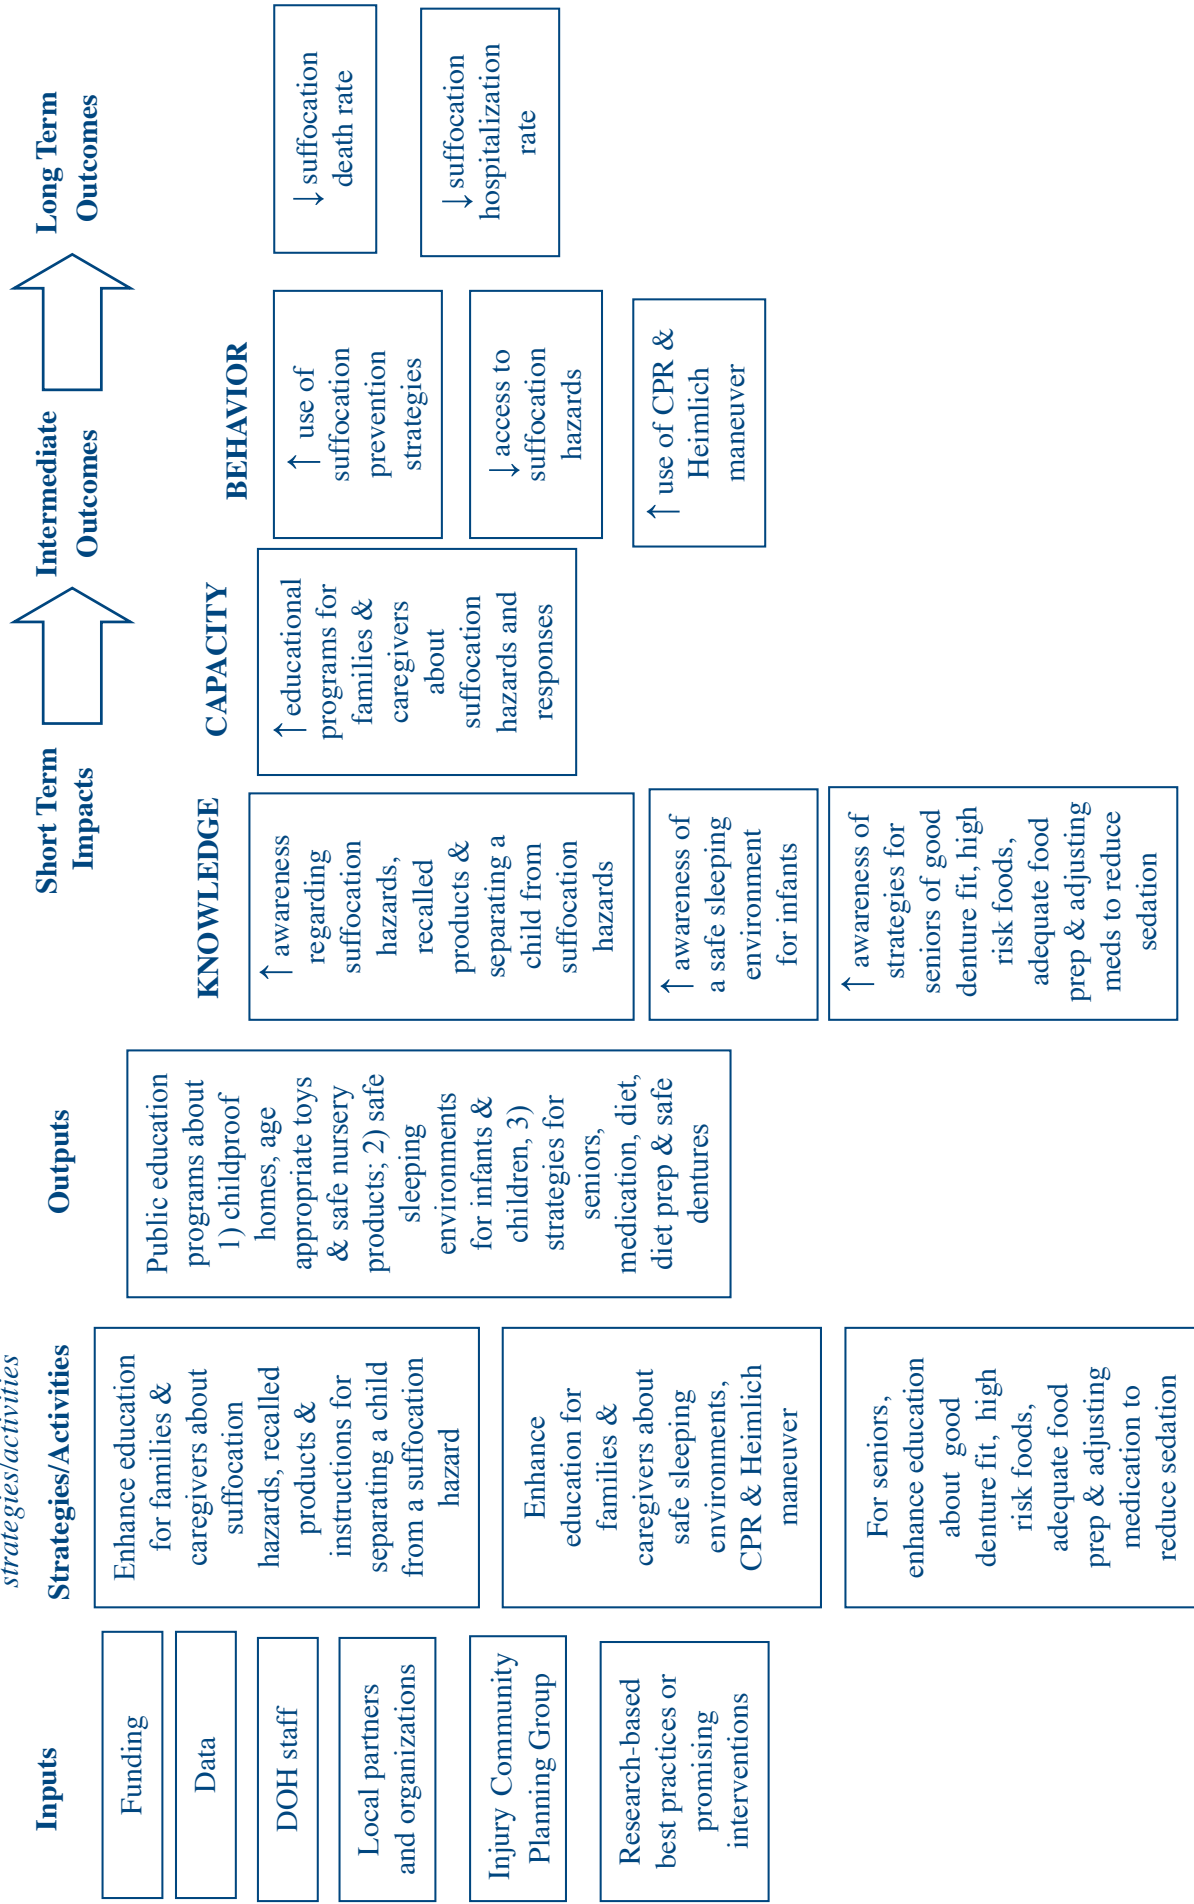 strategies/activities
Inputs
Strategies/Activities
Outputs
Short Term
Impacts
Intermediate
Outcomes
Long Term
Outcomes
KNOWLEDGE
CAPACITY
BEHAVIOR
Funding
Data
DOH staff
Local partners
and organizations
Injury Community
Planning Group
Research-based
best practices or
promising
interventions
Enhance education
for families &
caregivers about
suffocation
hazards, recalled
products &
instructions for
separating a child
from a suffocation
hazard
Enhance
education for
families &
caregivers about
safe sleeping
environments,
CPR & Heimlich
maneuver
For seniors,
enhance education
about good
denture fit, high
risk foods,
adequate food
prep & adjusting
medication to
reduce sedation
Public education
programs about
1) childproof
homes, age
appropriate toys
& safe nursery
products; 2) safe
sleeping
environments
for infants &
children, 3)
strategies for
seniors,
medication, diet,
diet prep & safe
dentures
↑ awareness
regarding
suffocation
hazards,
recalled
products &
separating a
child from
suffocation
hazards
↑ awareness of
a safe sleeping
environment
for infants
↑ awareness of
strategies for
seniors of good
denture fit, high
risk foods,
adequate food
prep & adjusting
meds to reduce
sedation
↑ educational
programs for
families &
caregivers
about
suffocation
hazards and
responses
↑ use of
suffocation
prevention
strategies
↓ access to
suffocation
hazards
↑ use of CPR &
Heimlich
maneuver
↓ suffocation
death rate
↓ suffocation
hospitalization
rate